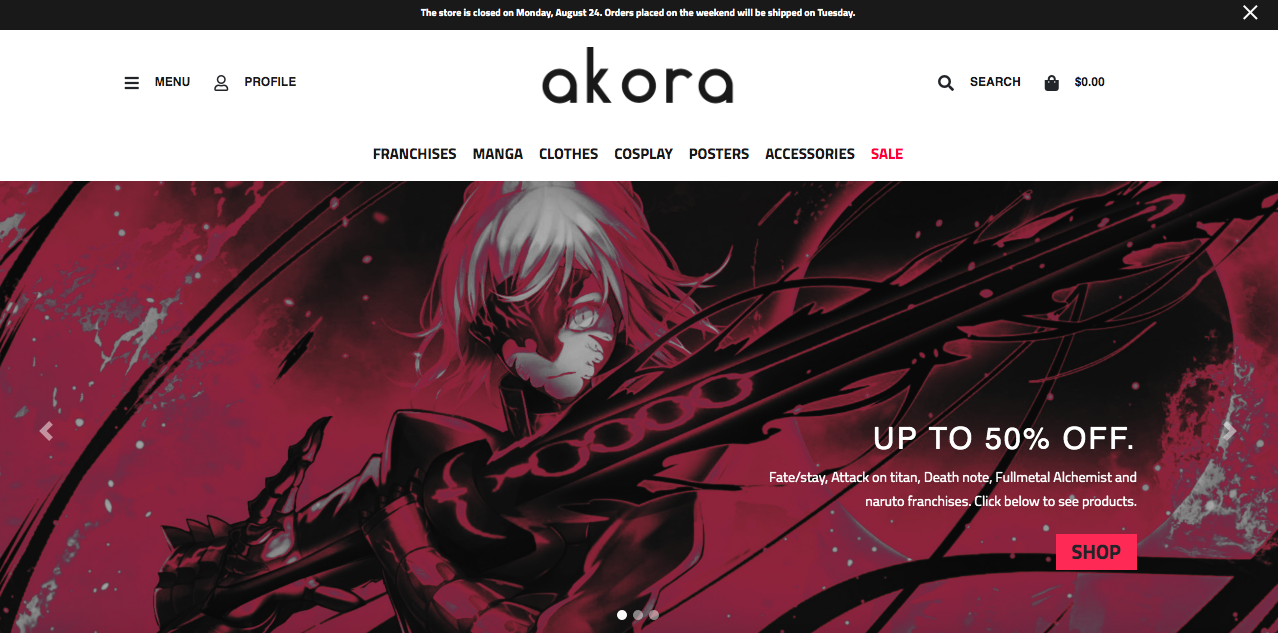 The store is closed on Monday, August 24. Orders placed on the weekend will be shipped on Tuesday.
MENU PROFILE
akora
SEARCH $0.00
FRANCHISES MANGA CLOTHES COSPLAY POSTERS ACCESSORIES SALE
UP TO 50% OFF.
Fate/stay, Attack on titan, Death note, Fullmetal Alchemist and
naruto franchises. Click below to see products.
SHOP